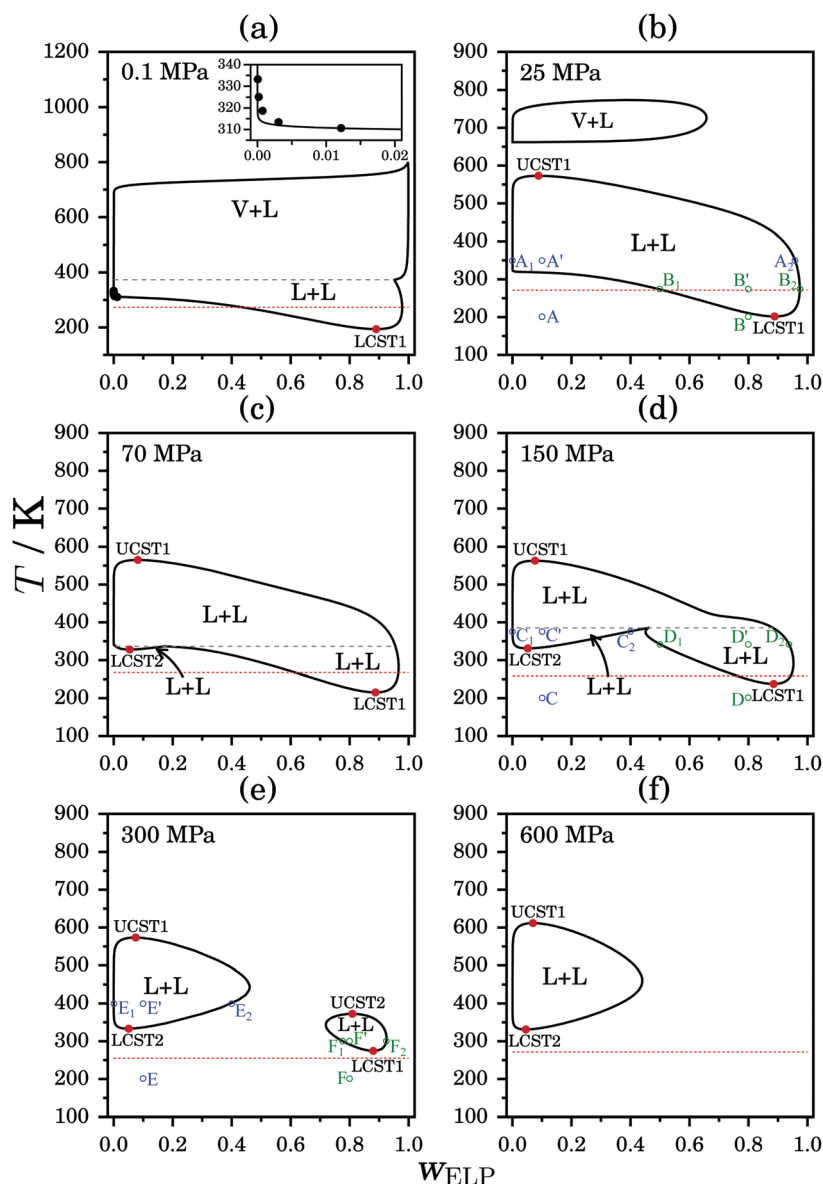 (a)
1200
1000
800
600
400
200
0.1 MPa
340
330
320
310
0.00
0.01
0.02
V+L
L+L
LCST1
0.0 0.2 0.4 0.6 0.8 1.0
(b)
900
800
700
600
500
400
300
200
100
25 MPa
V+L
UCST1
L+L
A1 A' A2
B1 B' B2
A
B
LCST1
0.0 0.2 0.4 0.6 0.8 1.0
(c)
900
800
700
600
500
400
300
200
100
70 MPa
UCST1
L+L
LCST2
L+L
L+L
LCST1
0.0 0.2 0.4 0.6 0.8 1.0
(d)
900
800
700
600
500
400
300
200
100
150 MPa
UCST1
L+L
C1 C' C2
D1 D' D2
LCST2
L+L
L+L
C
D
LCST1
0.0 0.2 0.4 0.6 0.8 1.0
(e)
900
800
700
600
500
400
300
200
100
300 MPa
UCST1
L+L
E1 E' E2
LCST2
UCST2
L+L
F1 F' F2
LCST1
E
F
0.0 0.2 0.4 0.6 0.8 1.0
(f)
900
800
700
600
500
400
300
200
100
600 MPa
UCST1
L+L
LCST2
0.0 0.2 0.4 0.6 0.8 1.0
T / K
wELP